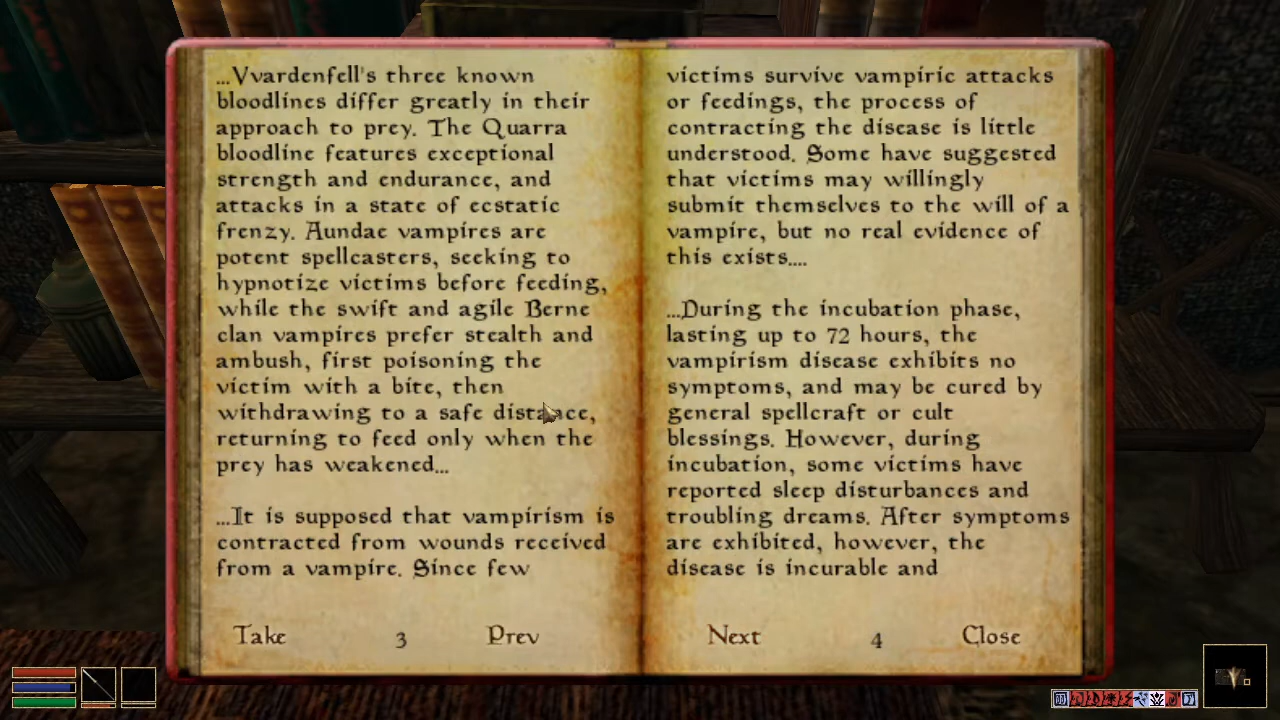 ...Vvardenfell's three known
bloodlines differ greatly in their
approach to prey. The Quarra
bloodline features exceptional
strength and endurance, and
attacks in a state of ecstatic
frenzy. Aundae vampires are
potent spellcasters, seeking to
hypnotize victims before feeding,
while the swift and agile Berne
clan vampires prefer stealth and
ambush, first poisoning the
victim with a bite, then
withdrawing to a safe distance,
returning to feed only when the
prey has weakened...
...It is supposed that vampirism is
contracted from wounds received
from a vampire. Since few
Take 3 Prev
victims survive vampiric attacks
or feedings, the process of
contracting the disease is little
understood. Some have suggested
that victims may willingly
submit themselves to the will of a
vampire, but no real evidence of
this exists....
...During the incubation phase,
lasting up to 72 hours, the
vampirism disease exhibits no
symptoms, and may be cured by
general spellcraft or cult
blessings. However, during
incubation, some victims have
reported sleep disturbances and
troubling dreams. After symptoms
are exhibited, however, the
disease is incurable and
Next 4 Close